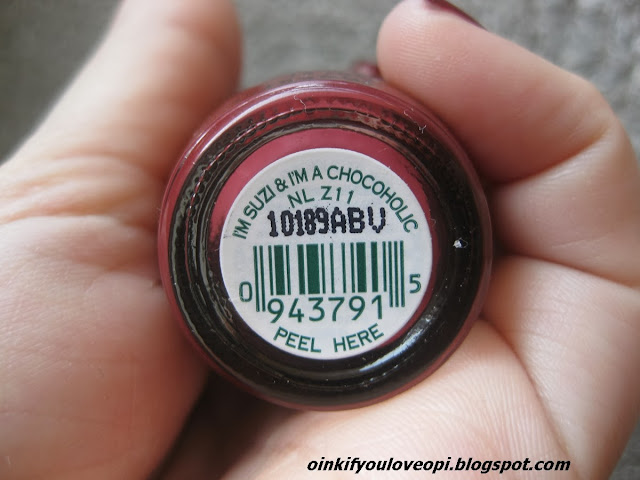 I'M SUZI & I'M A CHOCOHOLIC
NL Z11
10189ABV
0 943791 5
PEEL HERE
oinkifyouloveopi.blogspot.com